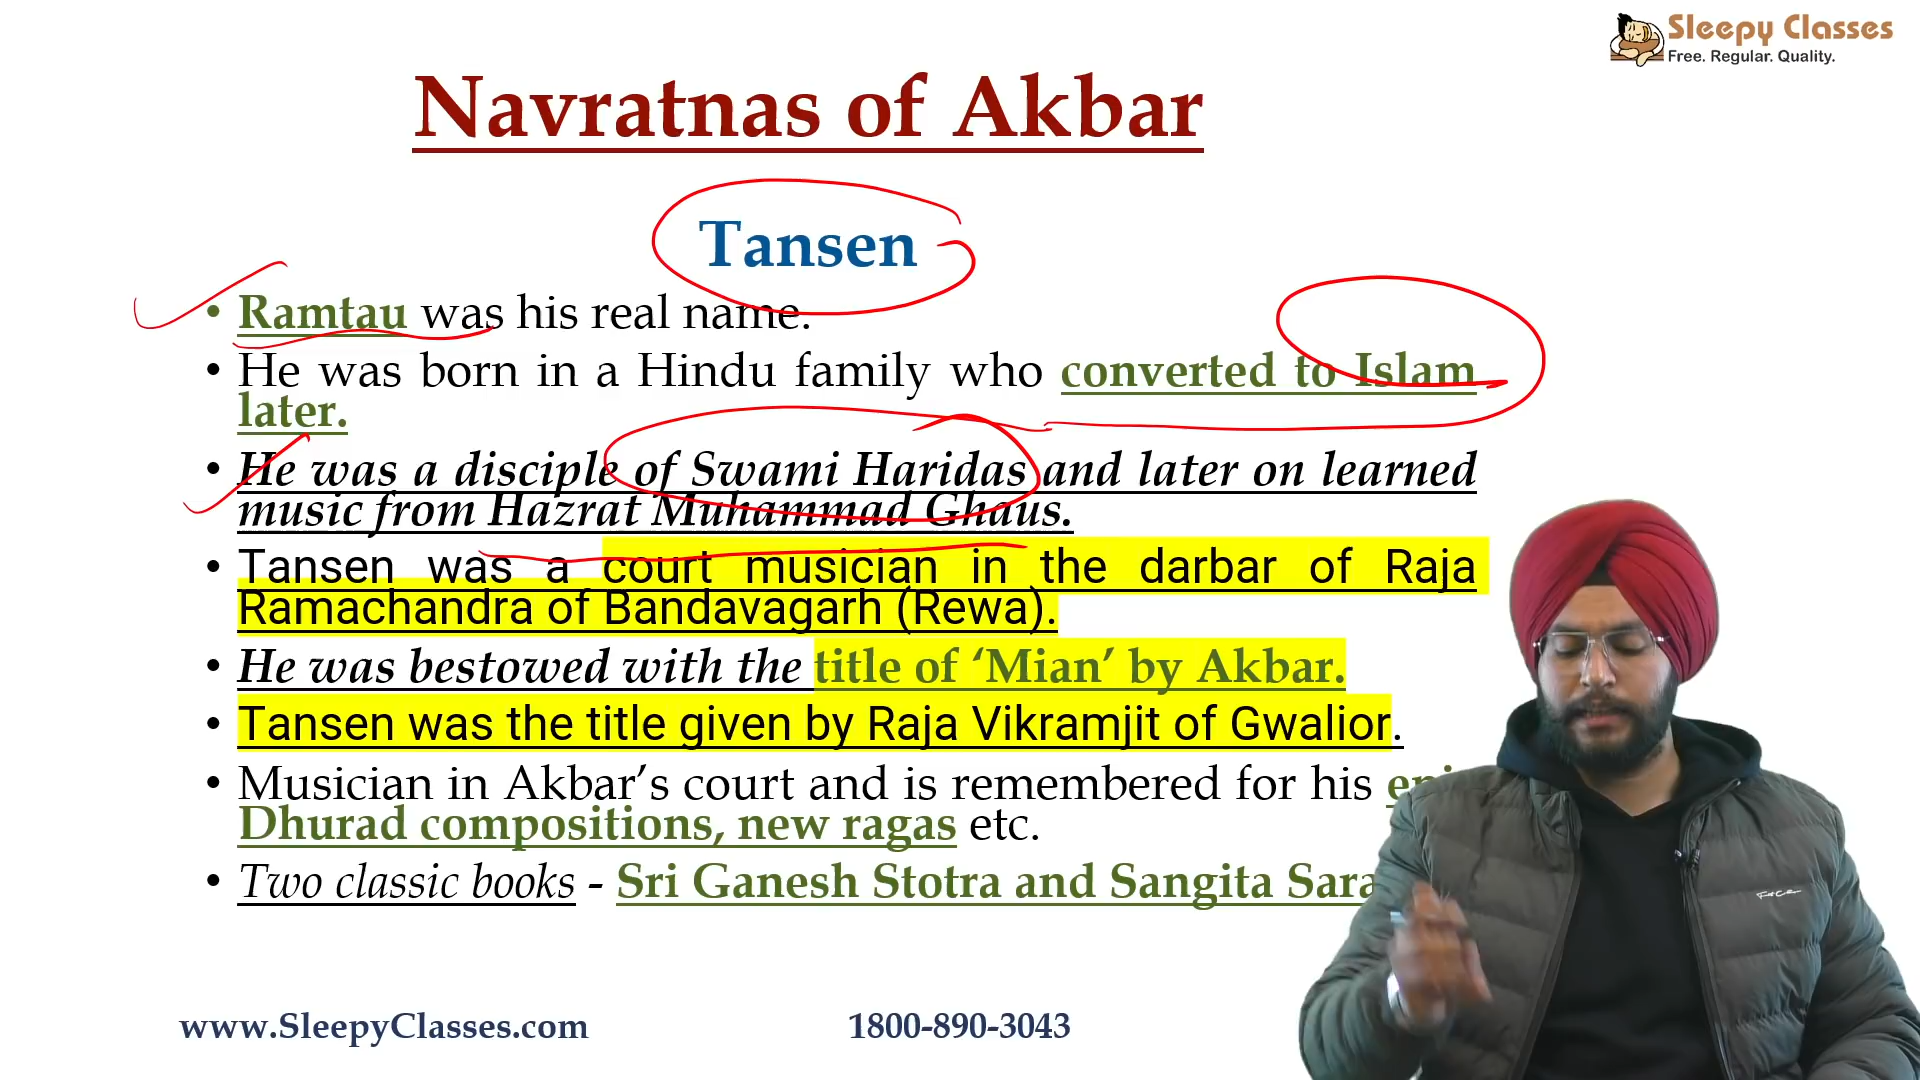 Sleepy Classes
Free. Regular. Quality.
Navratnas of Akbar
Tansen
• Ramtau was his real name.
• He was born in a Hindu family who converted to Islam
later.
• He was a disciple of Swami Haridas and later on learned
music from Hazrat Muhammad Ghaus.
• Tansen was a court musician in the darbar of Raja
Ramachandra of Bandavagarh (Rewa).
• He was bestowed with the title of ‘Mian’ by Akbar.
• Tansen was the title given by Raja Vikramjit of Gwalior.
• Musician in Akbar’s court and is remembered for his
Dhurad compositions, new ragas etc.
• Two classic books - Sri Ganesh Stotra and Sangita
www.SleepyClasses.com 1800-890-3043